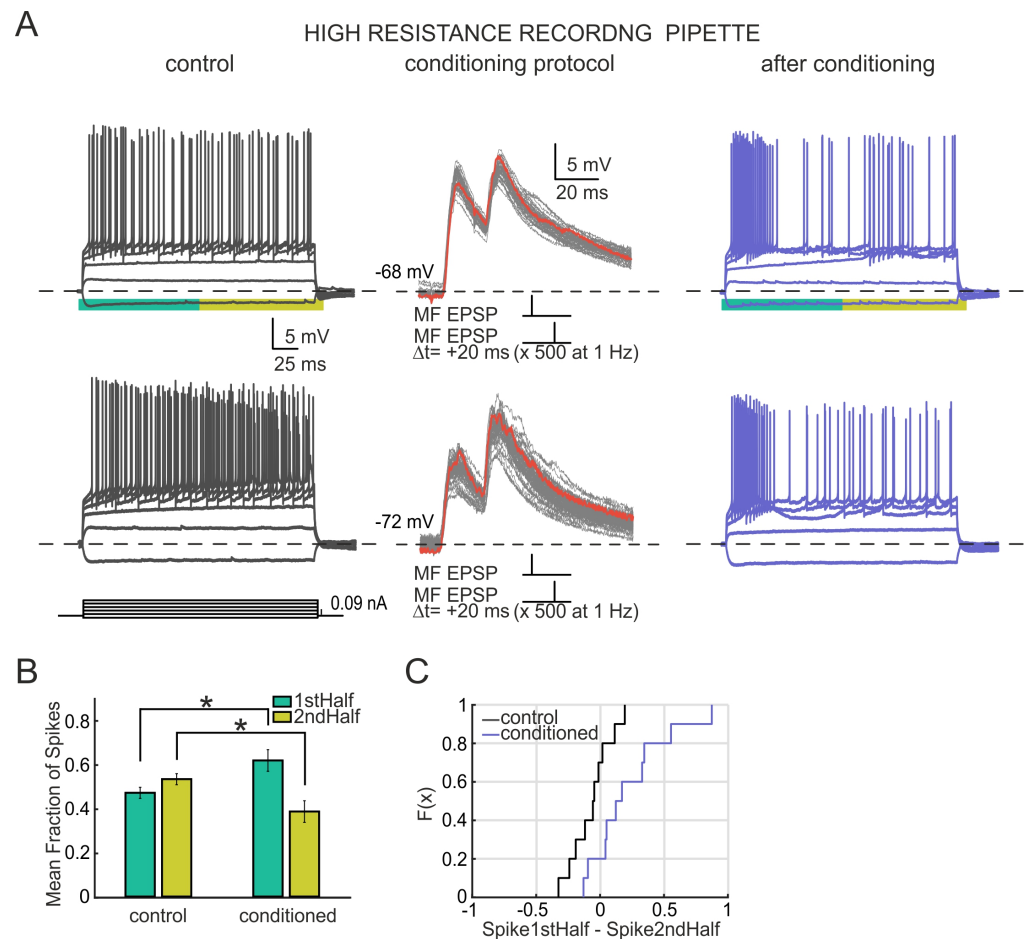 A
HIGH RESISTANCE RECORDNG PIPETTE
control
conditioning protocol
after conditioning
5 mV
20 ms
-68 mV
MF EPSP
MF EPSP
Δt= +20 ms (x 500 at 1 Hz)
5 mV
25 ms
-72 mV
MF EPSP
MF EPSP
Δt= +20 ms (x 500 at 1 Hz)
0.09 nA
B
Mean Fraction of Spikes
0.8
0.6
0.4
0.2
0
*
*
1stHalf
2ndHalf
control
conditioned
C
F(x)
1
0.8
0.6
0.4
0.2
0
control
conditioned
-1
-0.5
0
0.5
1
Spike1stHalf - Spike2ndHalf